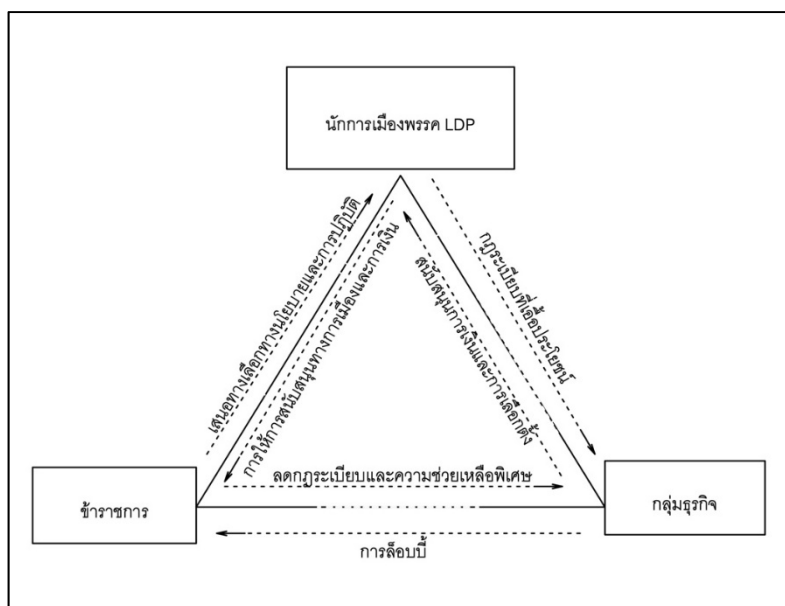 นักการเมืองพรรค LDP
เสนอทางเลือกทางนโยบายและการปฏิบัติ
การให้การสนับสนุนทางการเมืองและการเงิน
สนับสนุนการเงินและการเลือกตั้ง
กฎระเบียบที่เอื้อประโยชน์
ลดกฎระเบียบและความช่วยเหลือพิเศษ
ข้าราชการ
กลุ่มธุรกิจ
การล็อบบี้